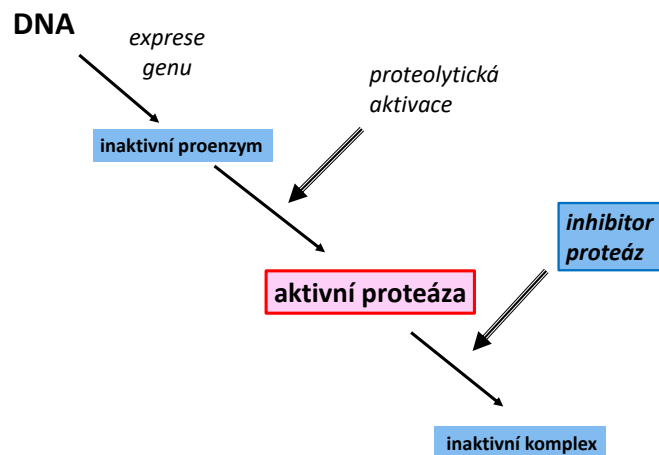 DNA
exprese
genu
proteolytická
aktivace
inaktivní proenzym
inhibitor
proteáz
aktivní proteáza
inaktivní komplex